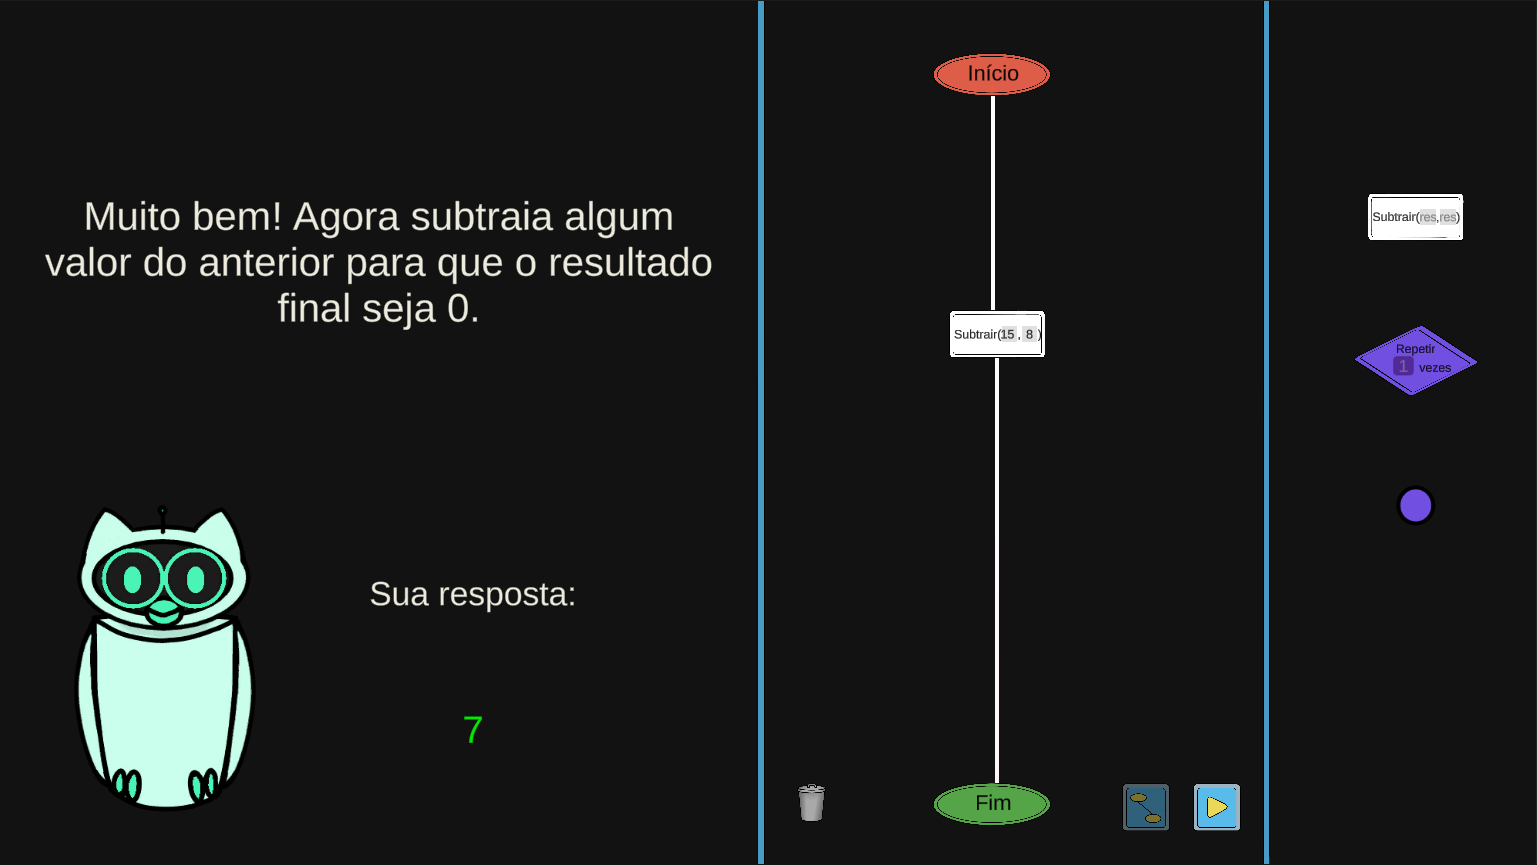 Muito bem! Agora subtraia algum
valor do anterior para que o resultado
final seja 0.
Sua resposta:
7
Início
Subtrair(15, 8 )
Fim
Subtrair(res,res)
Repetir
1 vezes